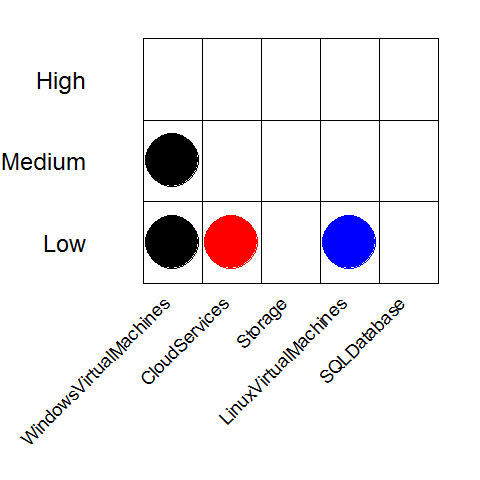 High
Medium
Low
WindowsVirtualMachines
CloudServices
Storage
LinuxVirtualMachines
SQLDatabase